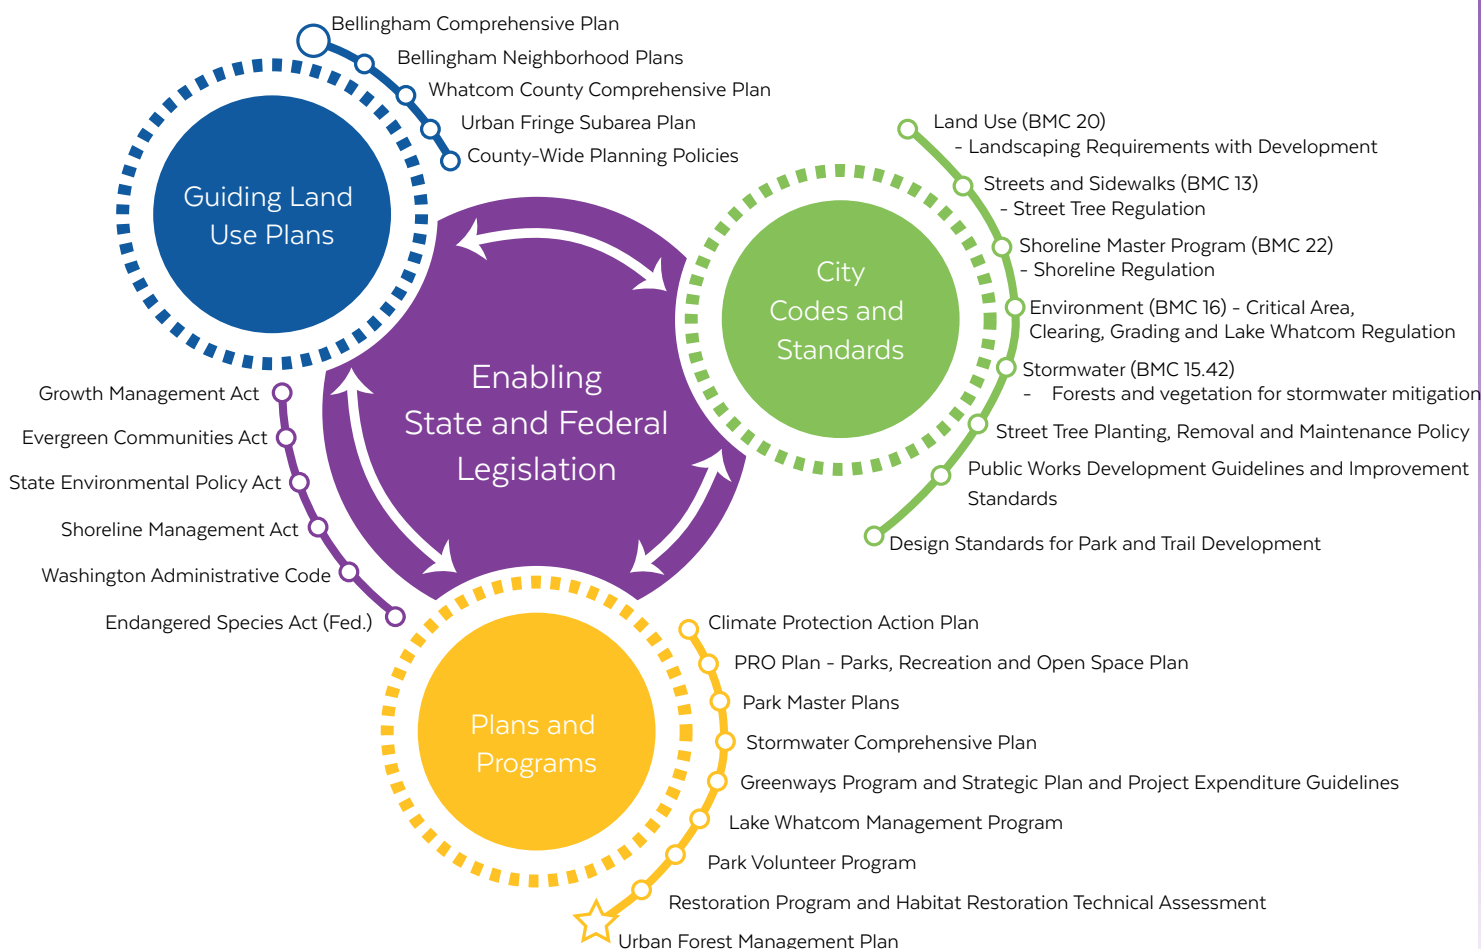 Bellingham Comprehensive Plan
Bellingham Neighborhood Plans
Whatcom County Comprehensive Plan
Urban Fringe Subarea Plan
County-Wide Planning Policies
Guiding Land
Use Plans
Land Use (BMC 20)
- Landscaping Requirements with Development
Streets and Sidewalks (BMC 13)
- Street Tree Regulation
Shoreline Master Program (BMC 22)
- Shoreline Regulation
Environment (BMC 16) - Critical Area,
Clearing, Grading and Lake Whatcom Regulation
Stormwater (BMC 15.42)
- Forests and vegetation for stormwater mitigation
Street Tree Planting, Removal and Maintenance Policy
Public Works Development Guidelines and Improvement
Standards
Design Standards for Park and Trail Development
City
Codes and
Standards
Enabling
State and Federal
Legislation
Growth Management Act
Evergreen Communities Act
State Environmental Policy Act
Shoreline Management Act
Washington Administrative Code
Endangered Species Act (Fed.)
Plans and
Programs
Climate Protection Action Plan
PRO Plan - Parks, Recreation and Open Space Plan
Park Master Plans
Stormwater Comprehensive Plan
Greenways Program and Strategic Plan and Project Expenditure Guidelines
Lake Whatcom Management Program
Park Volunteer Program
Restoration Program and Habitat Restoration Technical Assessment
Urban Forest Management Plan